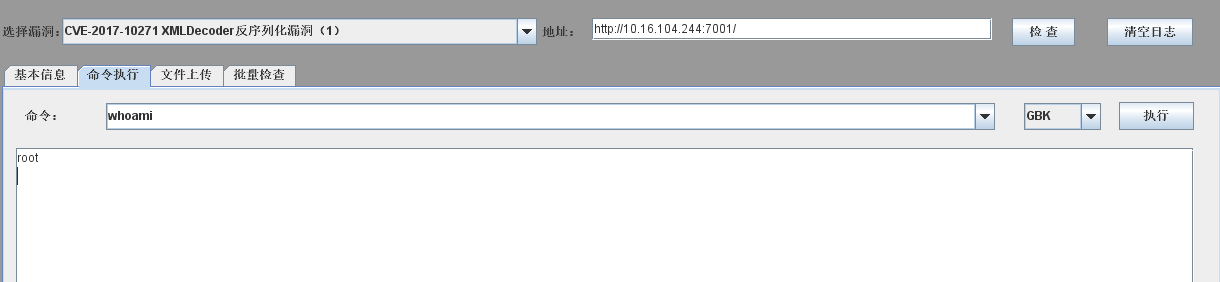 选择漏洞: CVE-2017-10271 XMLDecoder反序列化漏洞（1） 地址: http://10.16.104.244:7001/ 检 查 清空日志
基本信息 命令执行 文件上传 批量检查
命令: whoami GBK 执行
root